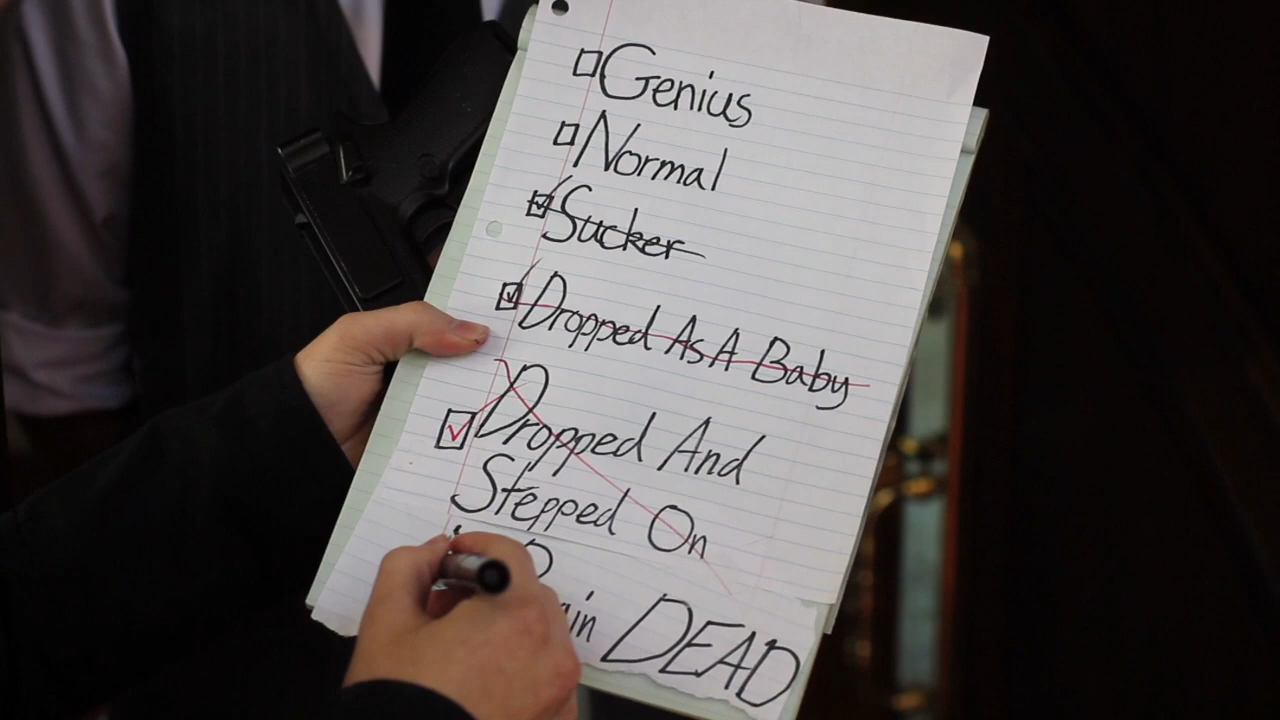 Genius
Normal
Sucker
Dropped As A Baby
Dropped And
Stepped On
DEAD